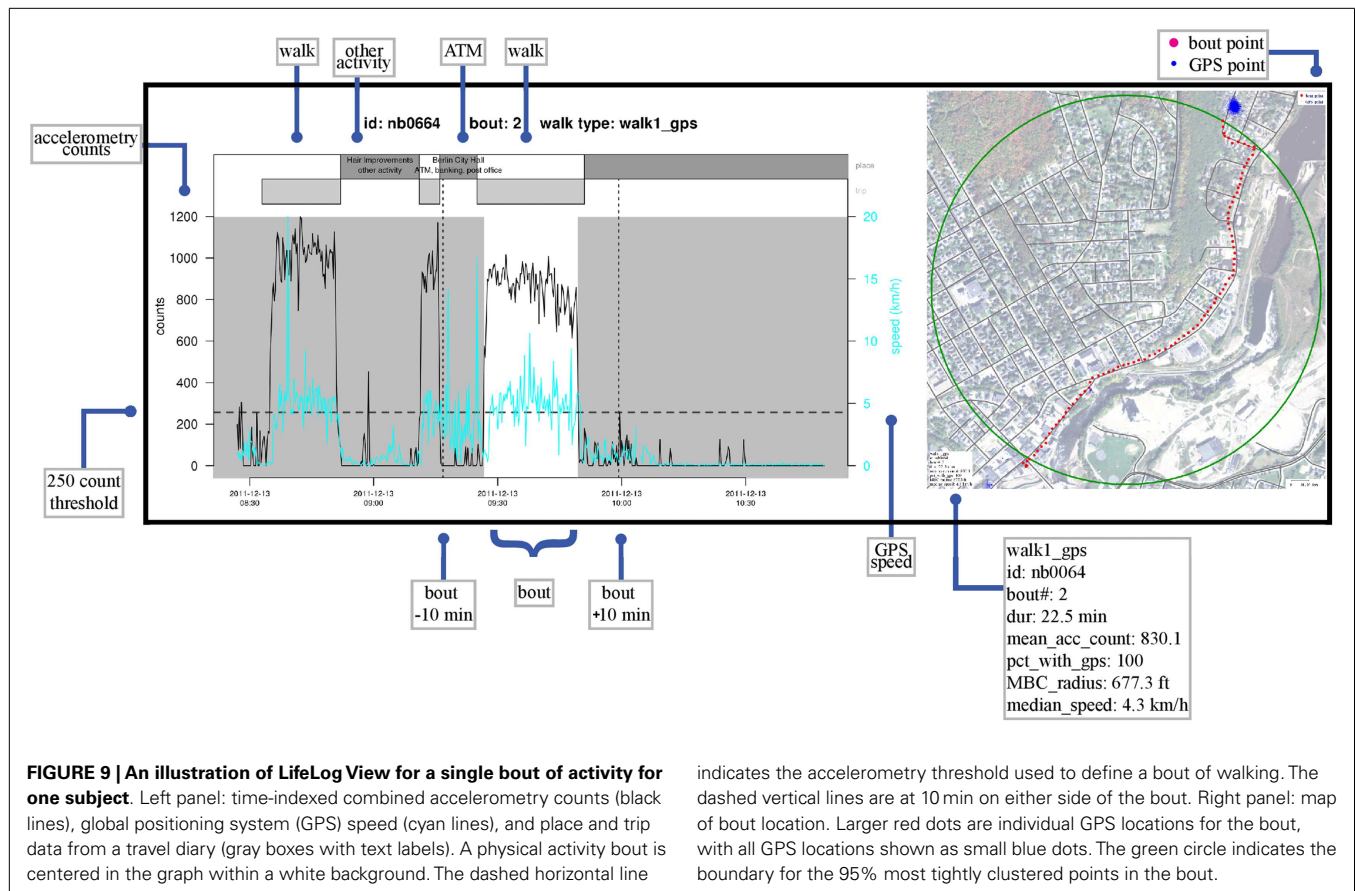 walk
other
activity
ATM
walk
bout point
GPS point
accelerometry
counts
id: nb0664 bout: 2 walk type: walk1_gps
Hair Improvements
other activity
Berlin City Hall
ATM, banking, post office
place
trip
1200
1000
800
600
400
200
0
counts
20
15
10
5
0
speed (km/h)
250 count
threshold
2011-12-13
08:30
2011-12-13
09:00
2011-12-13
09:30
2011-12-13
10:00
2011-12-13
10:30
bout
-10 min
bout
bout
+10 min
GPS
speed
walk1_gps
id: nb0064
bout#: 2
dur: 22.5 min
mean_acc_count: 830.1
pct_with_gps: 100
MBC_radius: 677.3 ft
median_speed: 4.3 km/h
FIGURE 9 | An illustration of LifeLog View for a single bout of activity for
one subject. Left panel: time-indexed combined accelerometry counts (black
lines), global positioning system (GPS) speed (cyan lines), and place and trip
data from a travel diary (gray boxes with text labels). A physical activity bout is
centered in the graph within a white background. The dashed horizontal line
indicates the accelerometry threshold used to define a bout of walking. The
dashed vertical lines are at 10 min on either side of the bout. Right panel: map
of bout location. Larger red dots are individual GPS locations for the bout,
with all GPS locations shown as small blue dots. The green circle indicates the
boundary for the 95% most tightly clustered points in the bout.